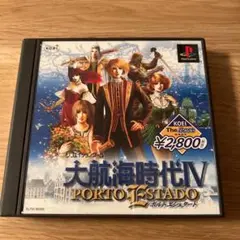 KOEI
PlayStation
KOEI
The Best
¥2,800
大航海時代IV
PORTO ESTADO
ポルト・エシュタード